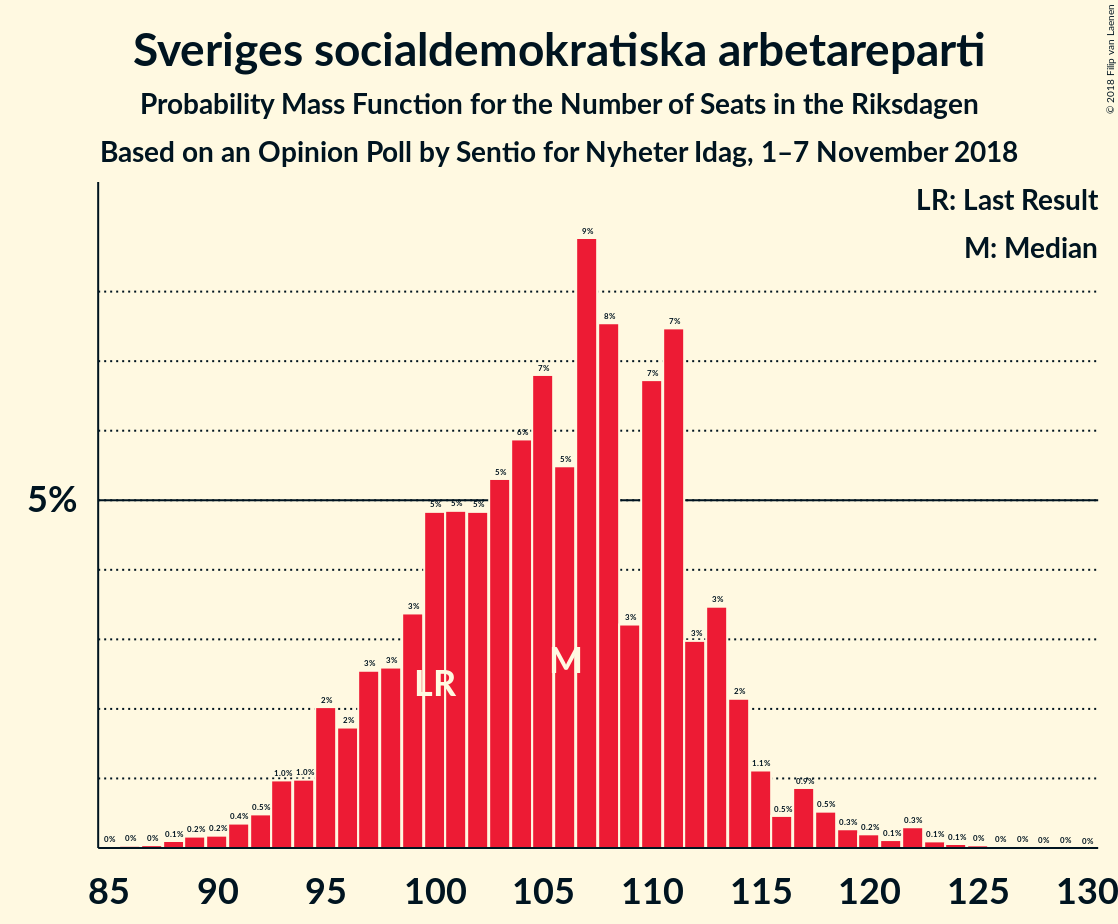 Sveriges socialdemokratiska arbetareparti
Probability Mass Function for the Number of Seats in the Riksdagen
Based on an Opinion Poll by Sentio for Nyheter Idag, 1–7 November 2018
© 2018 Filip van Laenen
LR: Last Result
M: Median
5%
0% 0% 0% 0.1% 0.2% 0.2% 0.4% 0.5% 1.0% 1.0% 2% 2% 3% 3% 3% 5% 5% 5% 5% 6% 7% 5% 9% 8% 3% 7% 7% 3% 3% 2% 1.1% 0.5% 0.9% 0.5% 0.3% 0.2% 0.1% 0.3% 0.1% 0.1% 0% 0% 0% 0% 0% 0%
LR
M
85 90 95 100 105 110 115 120 125 130